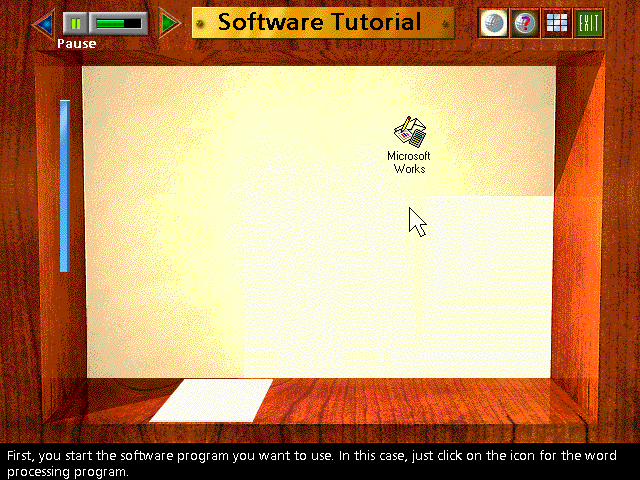 Software Tutorial
EXIT
Pause
Microsoft
Works
First, you start the software program you want to use. In this case, just click on the icon for the word
processing program.